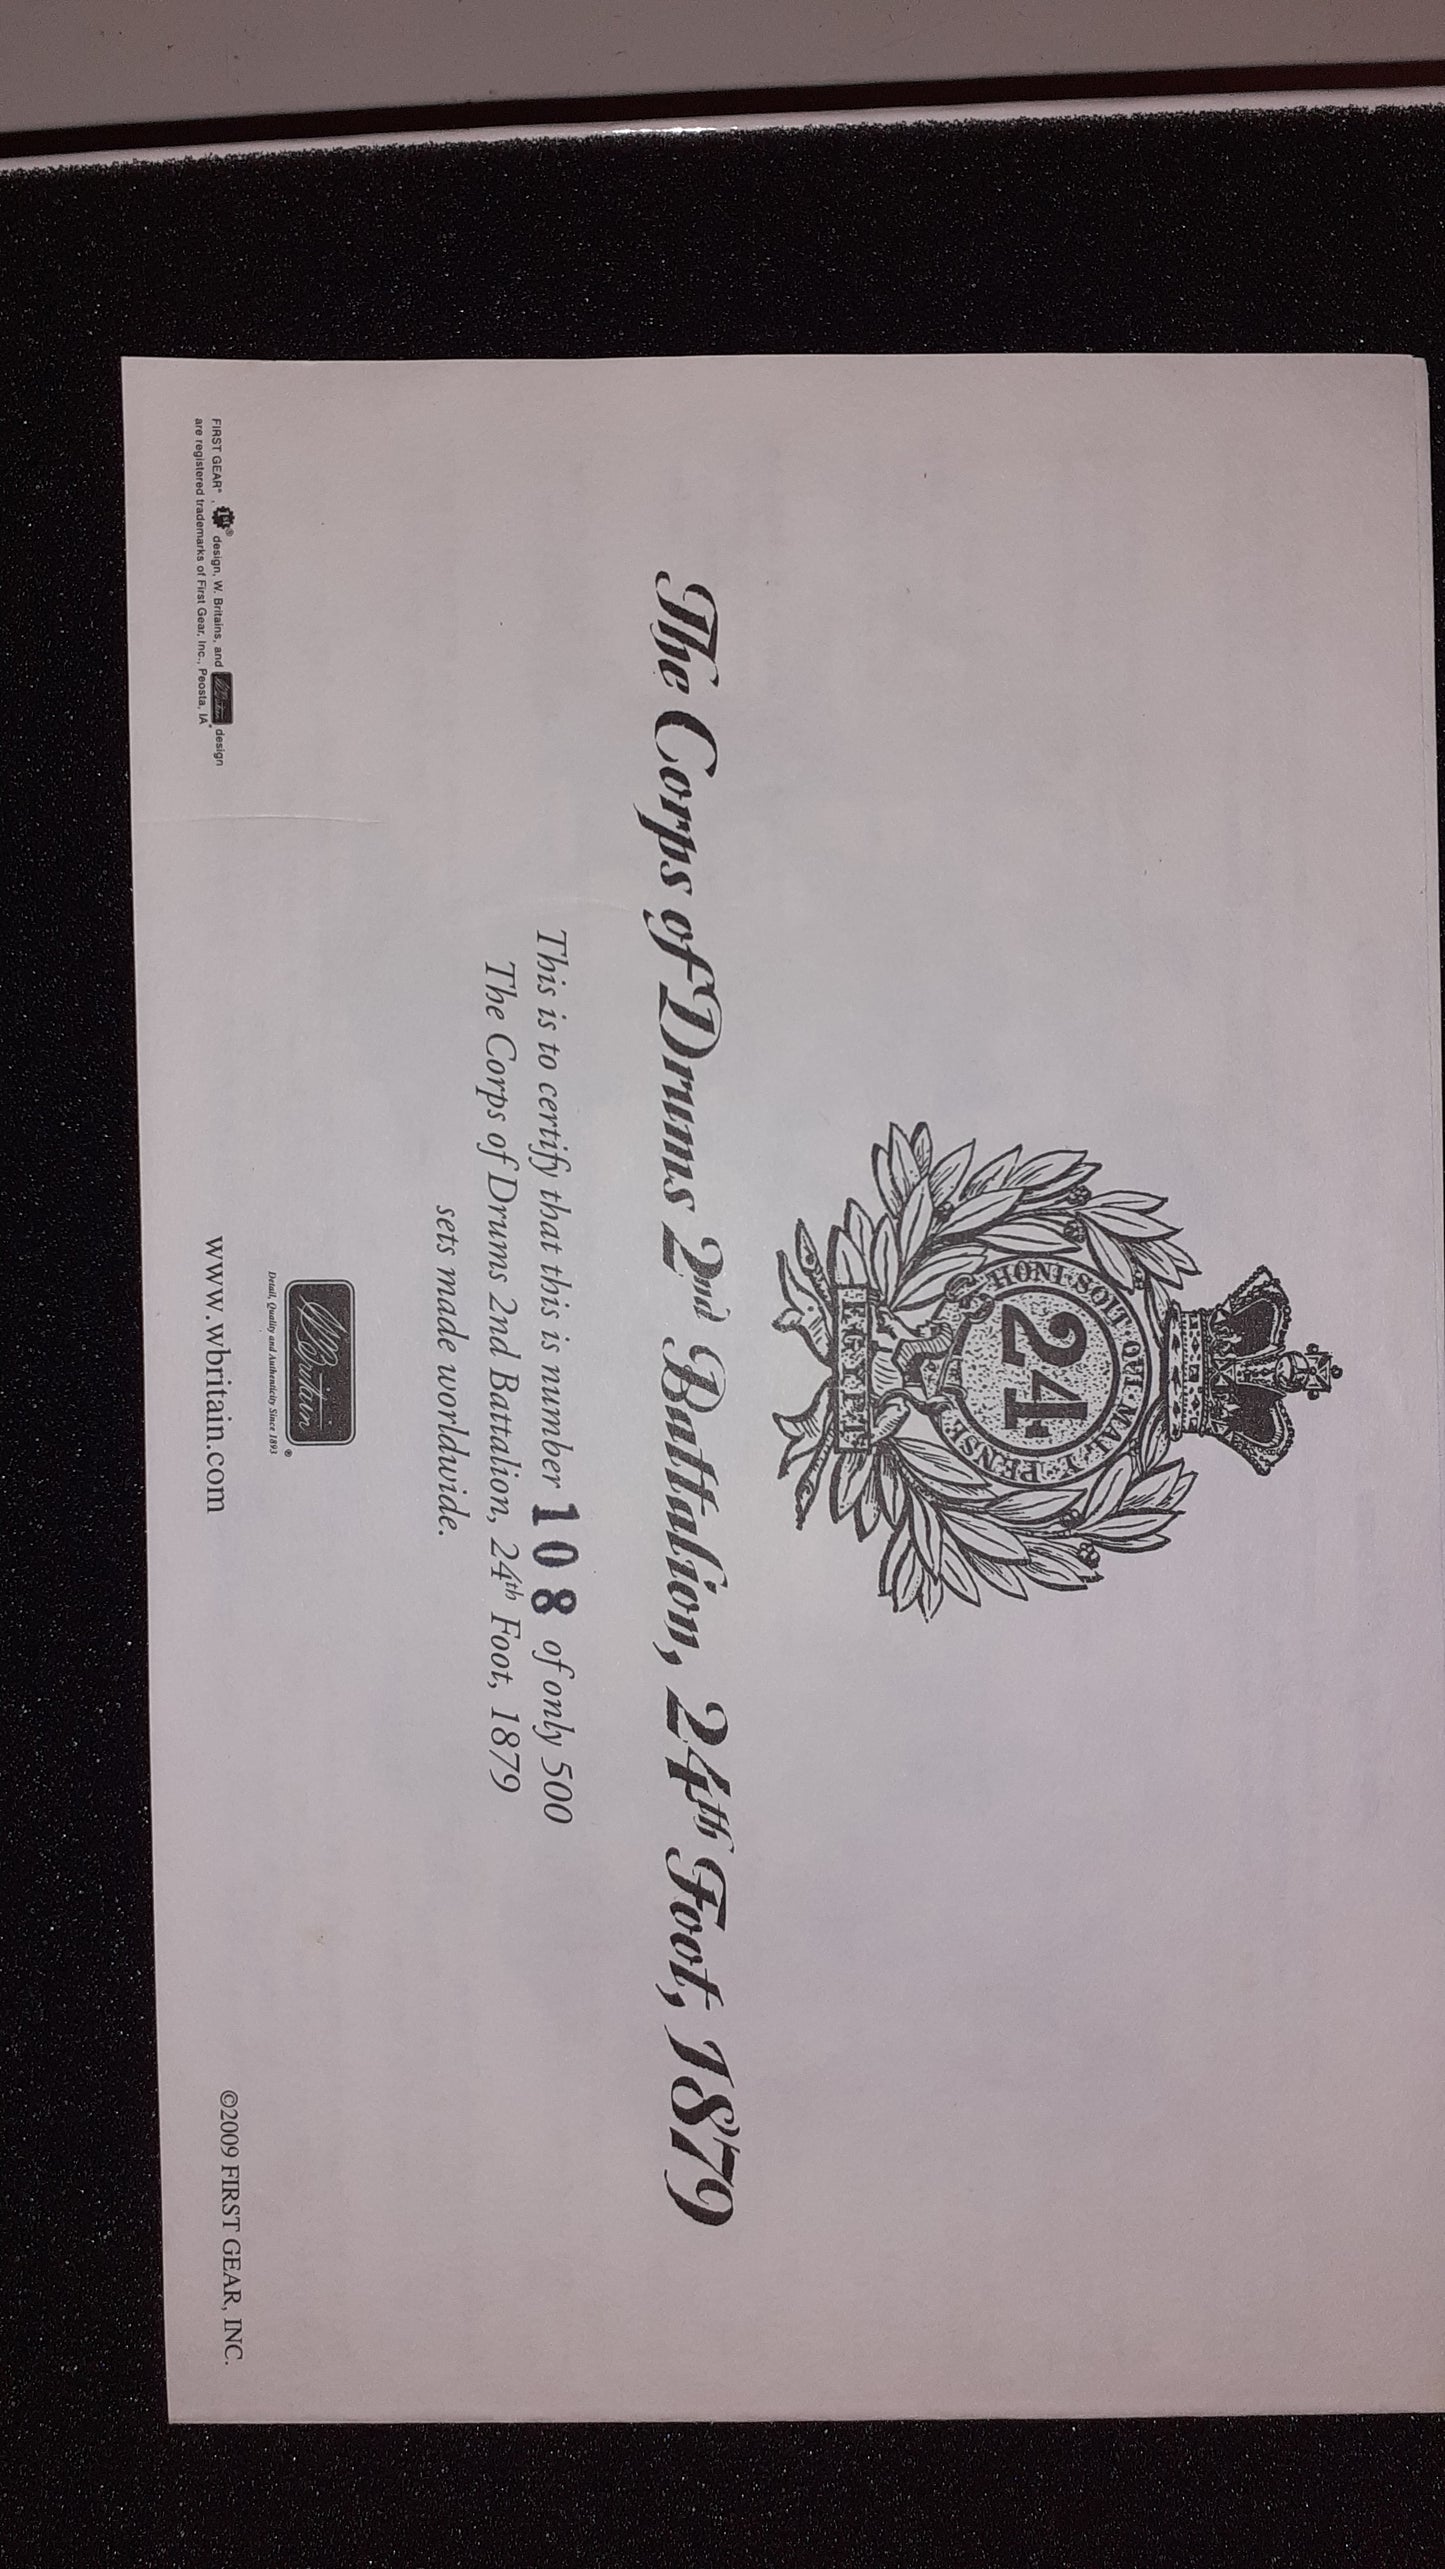 HONI·SOIT·QUI·MAL·Y·PENSE
24
EGYPT
The Corps of Drums 2nd Battalion, 24th Foot, 1879
This is to certify that this is number 108 of only 500
The Corps of Drums 2nd Battalion, 24th Foot, 1879
sets made worldwide.
W Britain®
Detail, Quality and Authenticity Since 1893
FIRST GEAR®, ® design, W. Britains, and W Britain design
are registered trademarks of First Gear, Inc., Peosta, IA
www.wbritain.com
©2009 FIRST GEAR, INC.